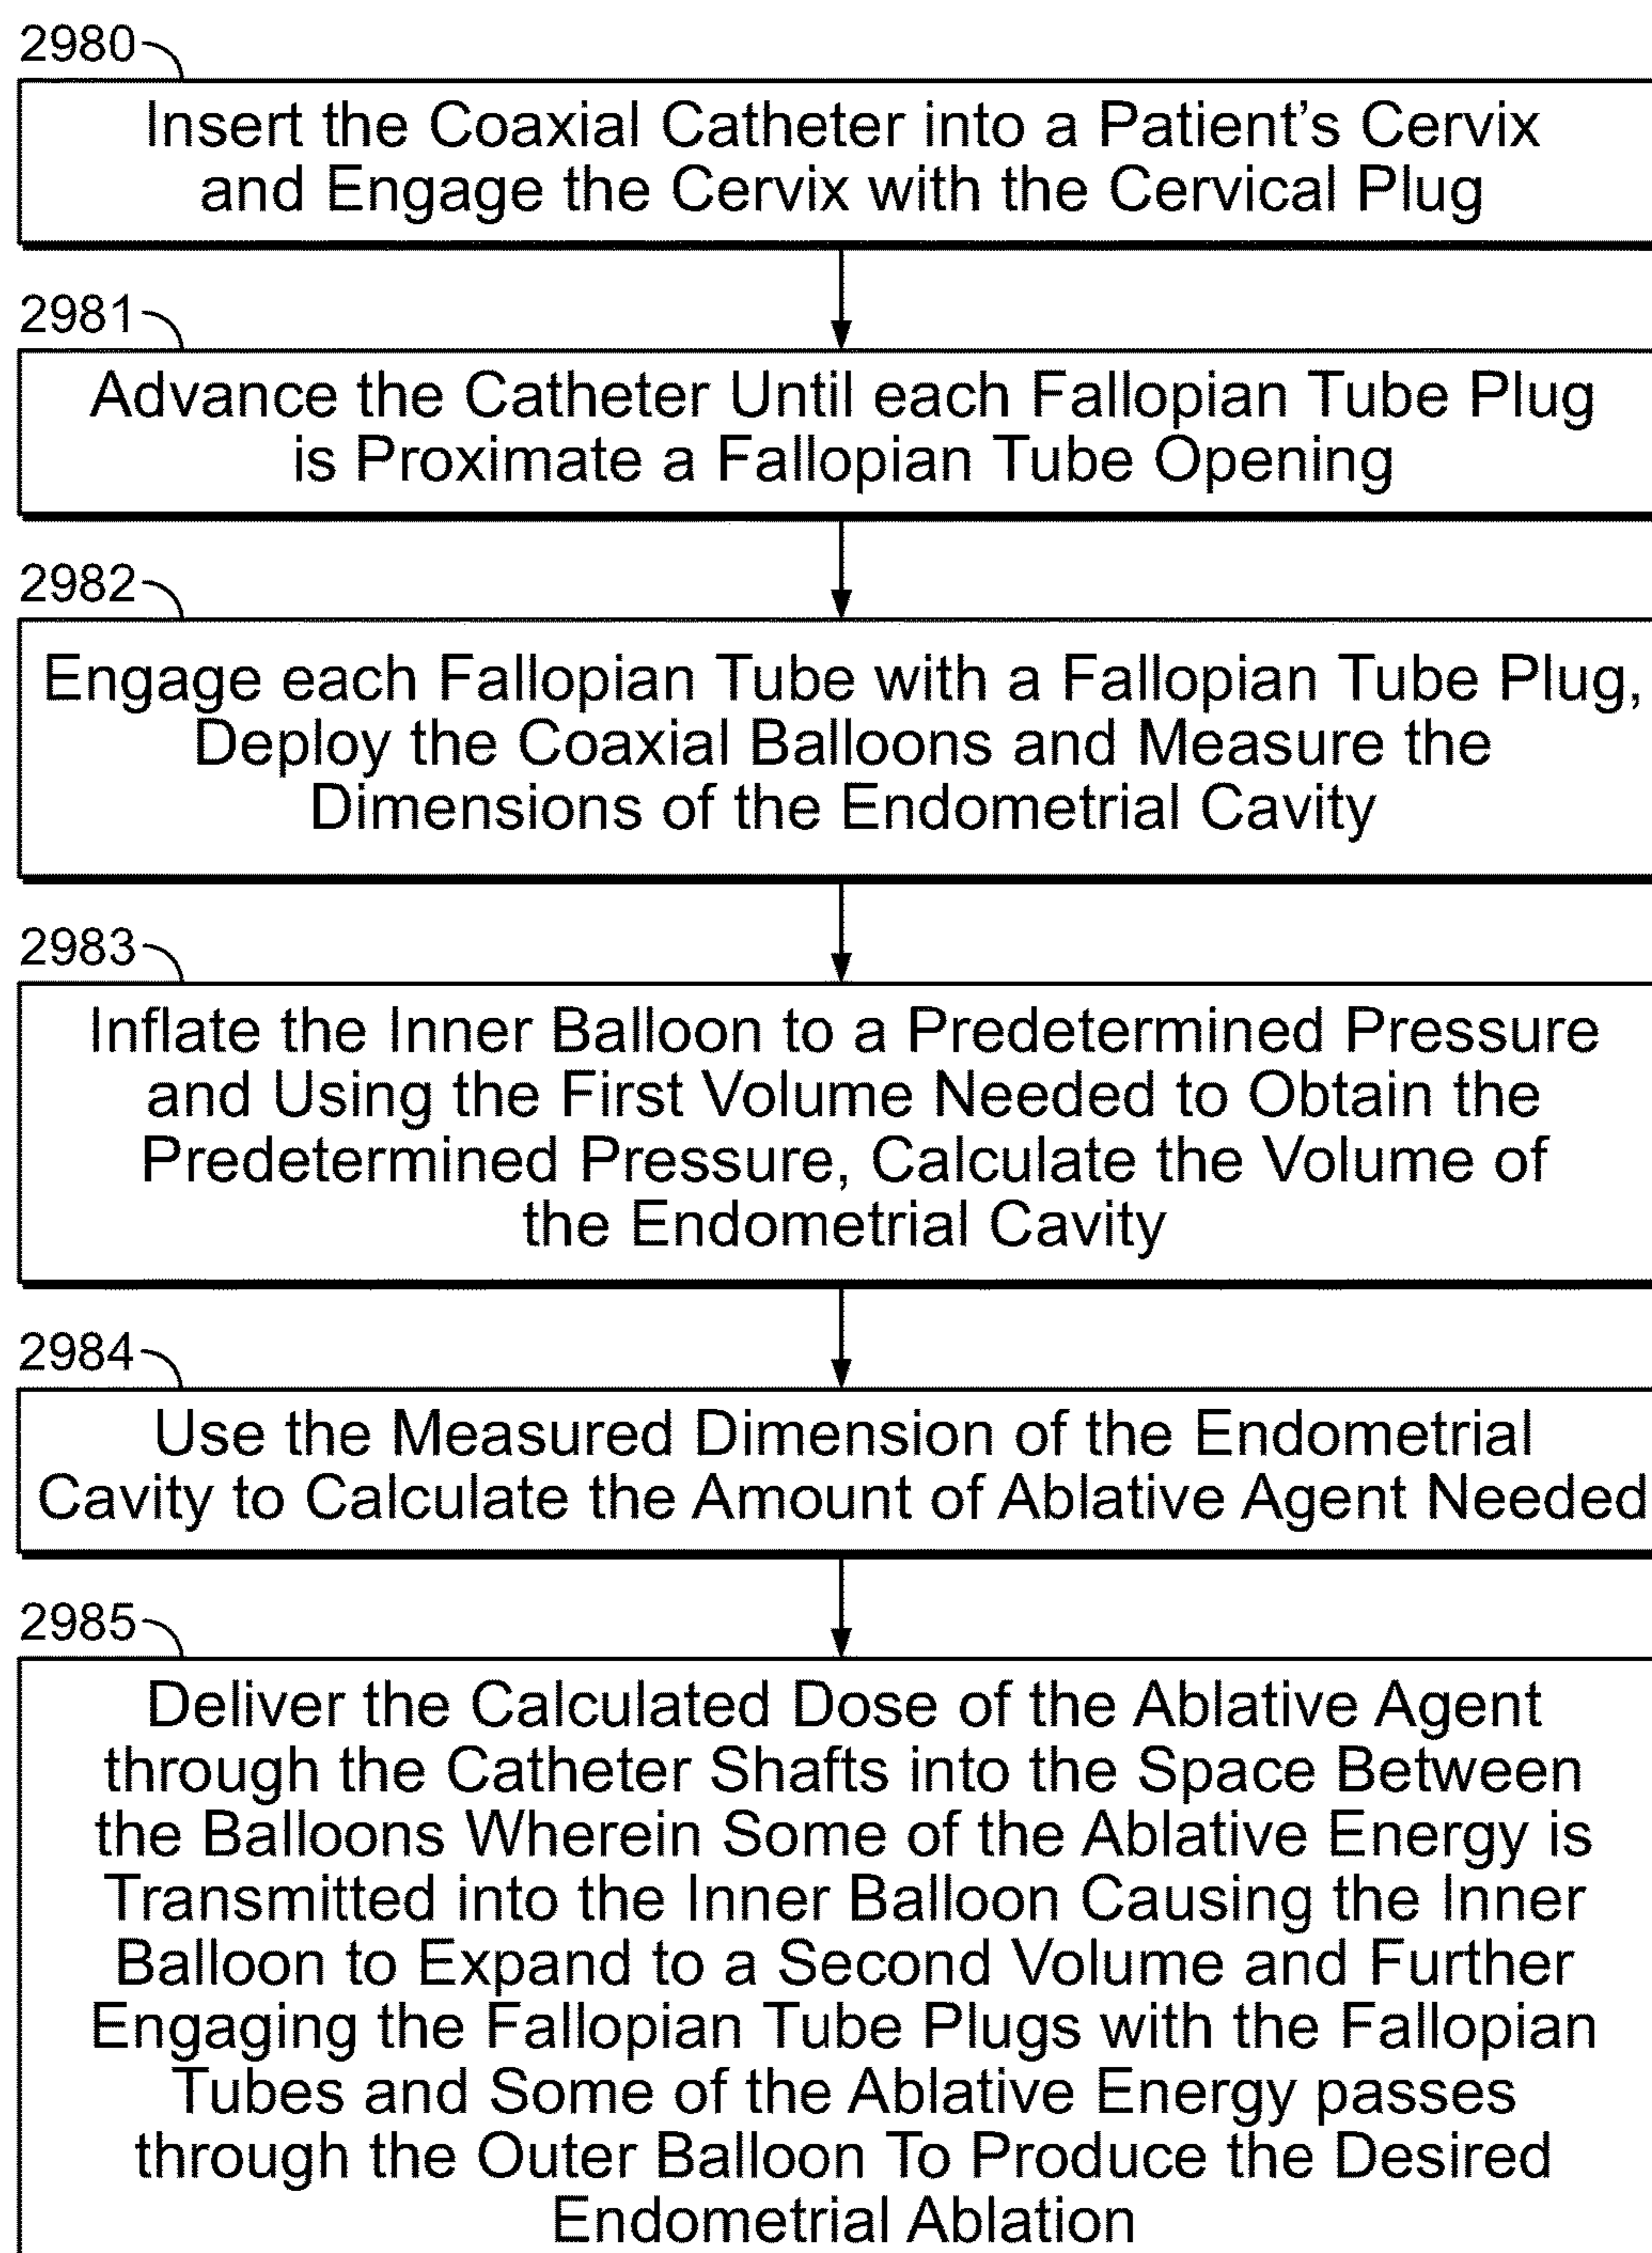 2980
Insert the Coaxial Catheter into a Patient's Cervix
and Engage the Cervix with the Cervical Plug
2981
Advance the Catheter Until each Fallopian Tube Plug
is Proximate a Fallopian Tube Opening
2982
Engage each Fallopian Tube with a Fallopian Tube Plug,
Deploy the Coaxial Balloons and Measure the
Dimensions of the Endometrial Cavity
2983
Inflate the Inner Balloon to a Predetermined Pressure
and Using the First Volume Needed to Obtain the
Predetermined Pressure, Calculate the Volume of
the Endometrial Cavity
2984
Use the Measured Dimension of the Endometrial
Cavity to Calculate the Amount of Ablative Agent Needed
2985
Deliver the Calculated Dose of the Ablative Agent
through the Catheter Shafts into the Space Between
the Balloons Wherein Some of the Ablative Energy is
Transmitted into the Inner Balloon Causing the Inner
Balloon to Expand to a Second Volume and Further
Engaging the Fallopian Tube Plugs with the Fallopian
Tubes and Some of the Ablative Energy passes
through the Outer Balloon To Produce the Desired
Endometrial Ablation